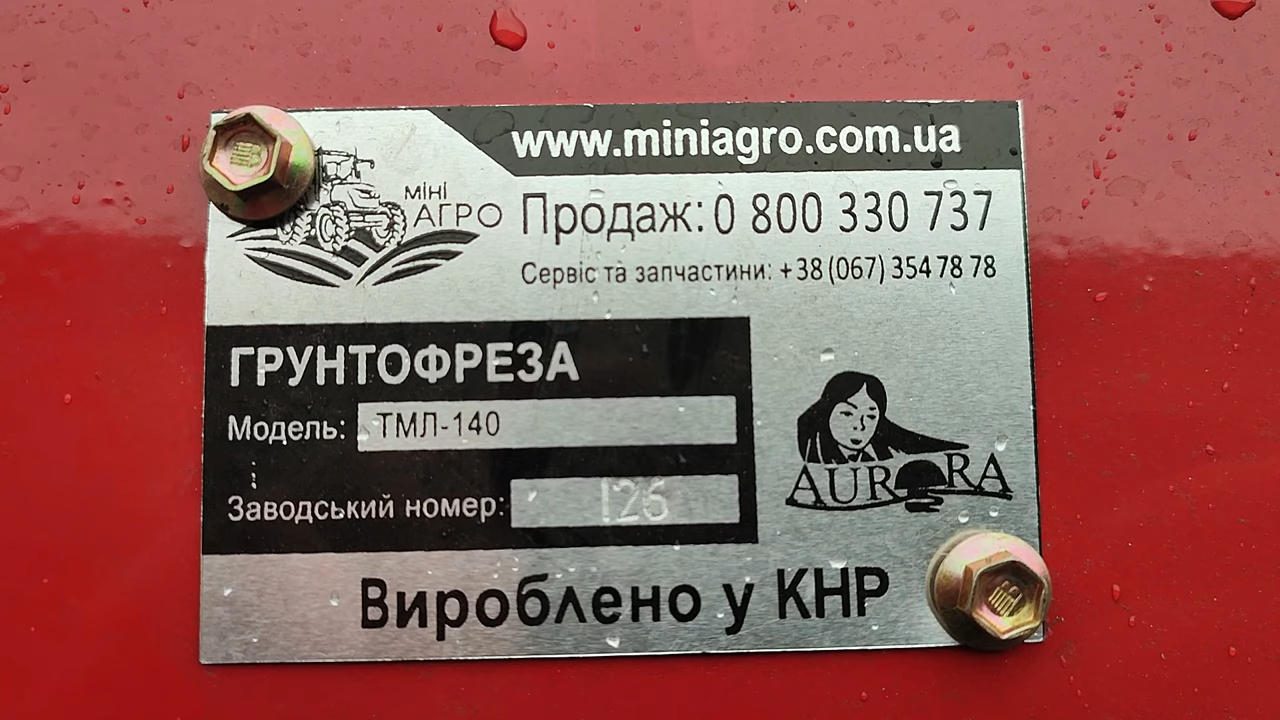 www.miniagro.com.ua
МІНІ
АГРО
Продаж: 0 800 330 737
Сервіс та запчастини: +38 (067) 354 78 78
ГРУНТОФРЕЗА
Модель: ТМЛ-140
Заводський номер: 126
AURORA
Вироблено у КНР